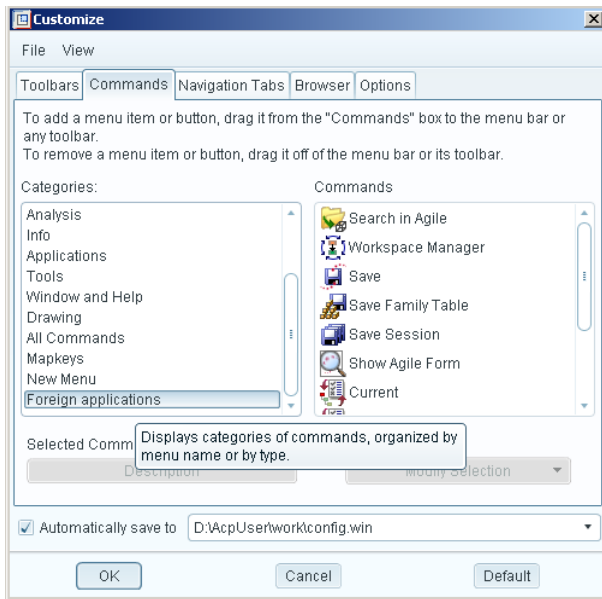 Customize
File View
Toolbars Commands Navigation Tabs Browser Options
To add a menu item or button, drag it from the "Commands" box to the menu bar or
any toolbar.
To remove a menu item or button, drag it off of the menu bar or its toolbar.
Categories:
Commands
Analysis
Info
Applications
Tools
Window and Help
Drawing
All Commands
Mapkeys
New Menu
Foreign applications
Search in Agile
Workspace Manager
Save
Save Family Table
Save Session
Show Agile Form
Current
Selected Comm
Displays categories of commands, organized by
menu name or by type.
Description
Modify Selection
Automatically save to D:\AcpUser\work\config.win
OK Cancel Default